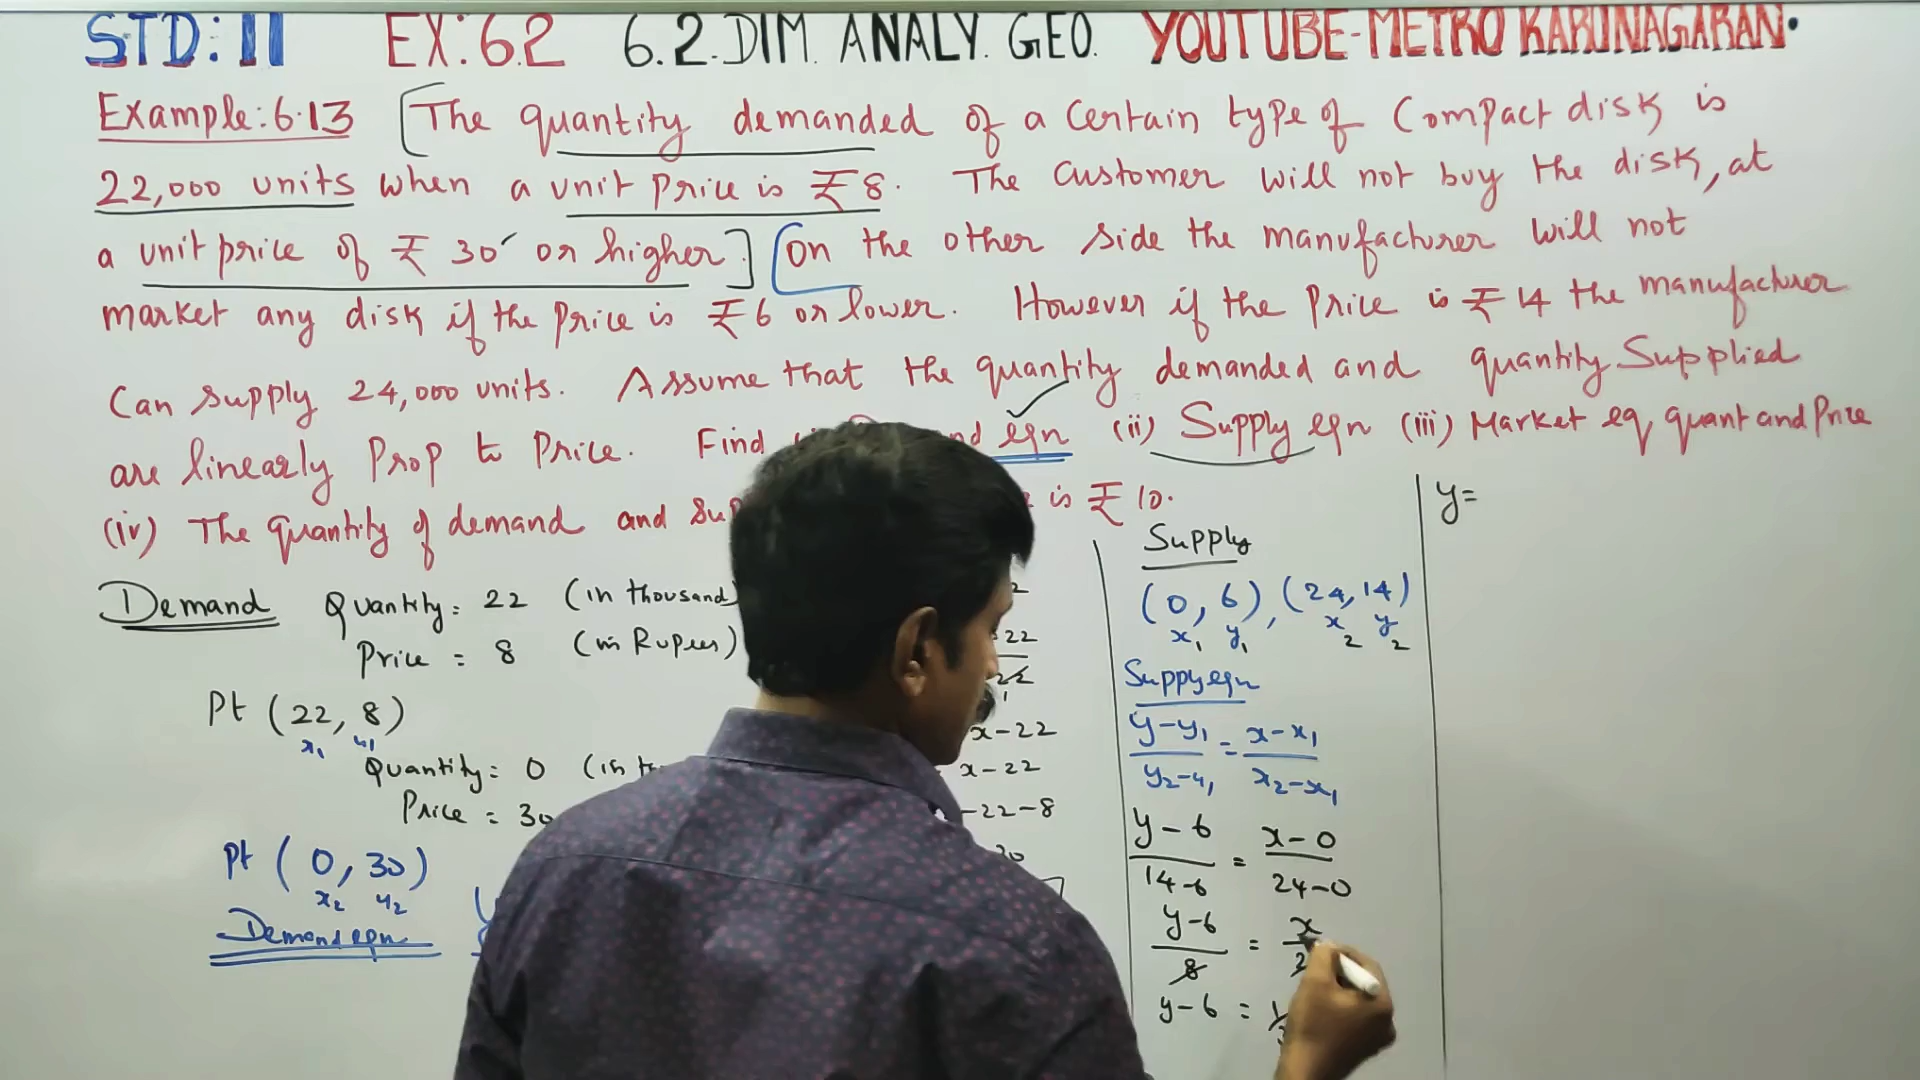 STD: 11 EX: 6.2 6.2. DIM. ANALY. GEO. YOUTUBE-METRO KARUNAGARAN.
Example: 6.13 [The quantity demanded of a certain type of Compact disk is
22,000 units when a unit price is ₹ 8. The customer will not buy the disk, at
a unit price of ₹ 30 or higher.] [On the other side the manufacturer will not
market any disk if the price is ₹ 6 or lower. However if the price is ₹ 14 the manufacturer
Can supply 24,000 units. Assume that the quantity demanded and quantity Supplied
are linearly Prop to Price. Find eqn (ii) Supply eqn (iii) Market eq quant and Price
(iv) The quantity of demand and is ₹ 10.
Demand Quantity = 22 (in thousand)
Price = 8 (in Rupees)
Pt (22, 8)
x₁ y₁
Quantity = 0 (in
Price = 30
Pt ( 0, 30)
x₂ y₂
Demand eqn
22
x-22
x-22
-22-8
Supply
(0, 6), (24, 14)
x₁ y₁ x₂ y₂
Suppy eqn
y-y₁ / y₂-y₁ = x-x₁ / x₂-x₁
y-6 / 14-6 = x-0 / 24-0
y-6 / 8 = x /
y-6 =
y=